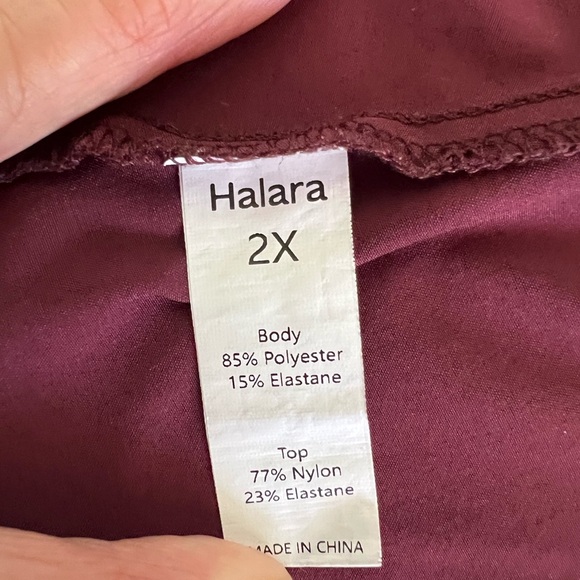 Halara
2X
Body
85% Polyester
15% Elastane
Top
77% Nylon
23% Elastane
MADE IN CHINA